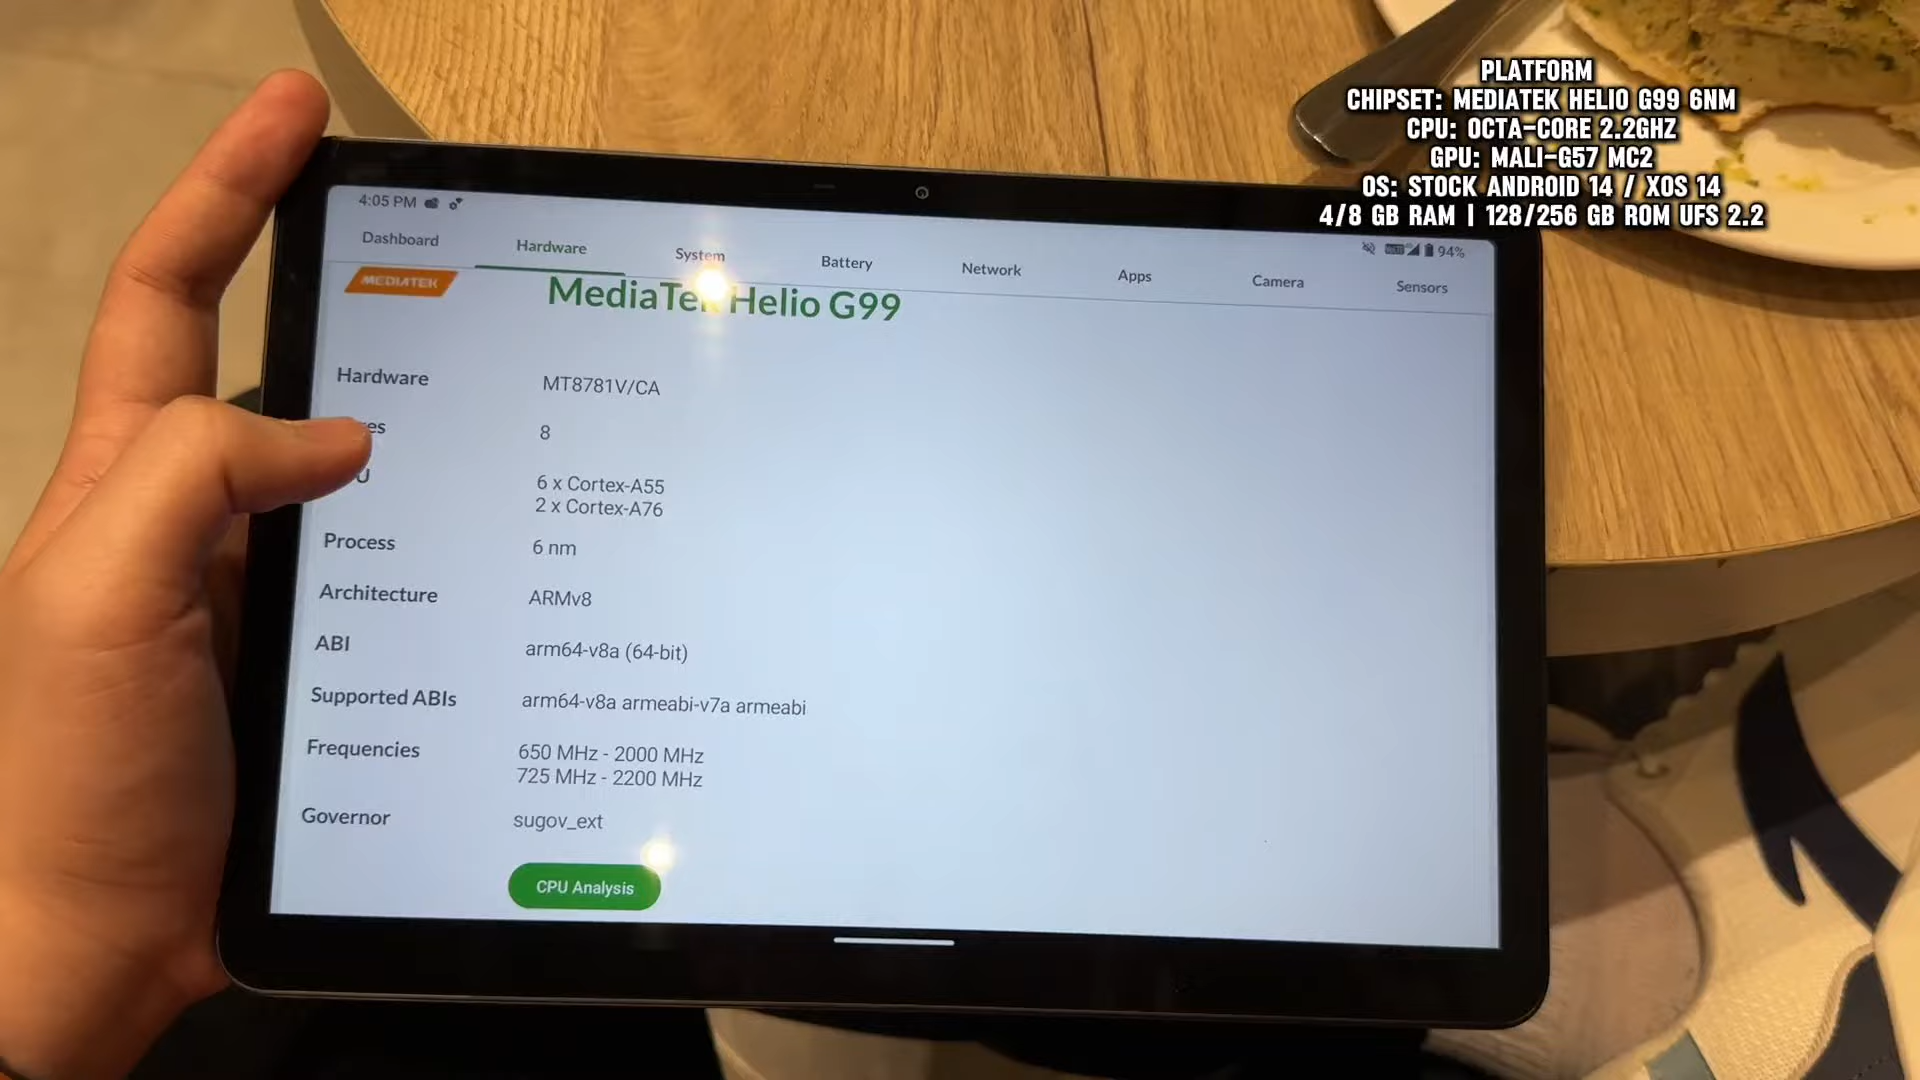 PLATFORM
CHIPSET: MEDIATEK HELIO G99 6NM
CPU: OCTA-CORE 2.2GHZ
GPU: MALI-G57 MC2
OS: STOCK ANDROID 14 / XOS 14
4/8 GB RAM | 128/256 GB ROM UFS 2.2
4:05 PM
94%
Dashboard Hardware System Battery Network Apps Camera Sensors
MEDIATEK
MediaTek Helio G99
Hardware MT8781V/CA
8
6 x Cortex-A55
2 x Cortex-A76
Process 6 nm
Architecture ARMv8
ABI arm64-v8a (64-bit)
Supported ABIs arm64-v8a armeabi-v7a armeabi
Frequencies 650 MHz - 2000 MHz
725 MHz - 2200 MHz
Governor sugov_ext
CPU Analysis